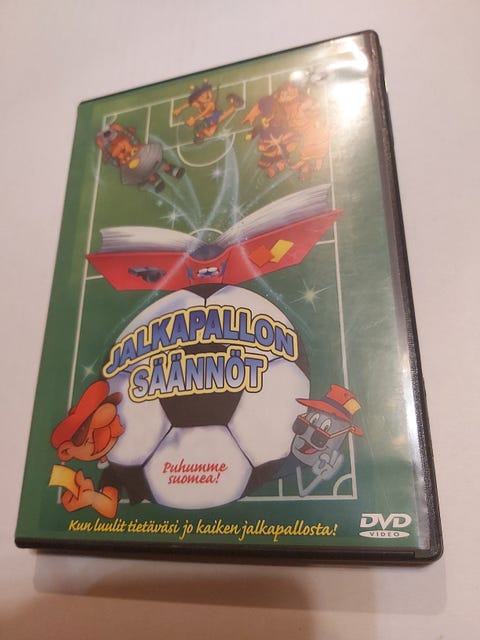 JALKAPALLON
SÄÄNNÖT
Puhumme
suomea!
Kun luulit tietäväsi jo kaiken jalkapallosta!
DVD
VIDEO